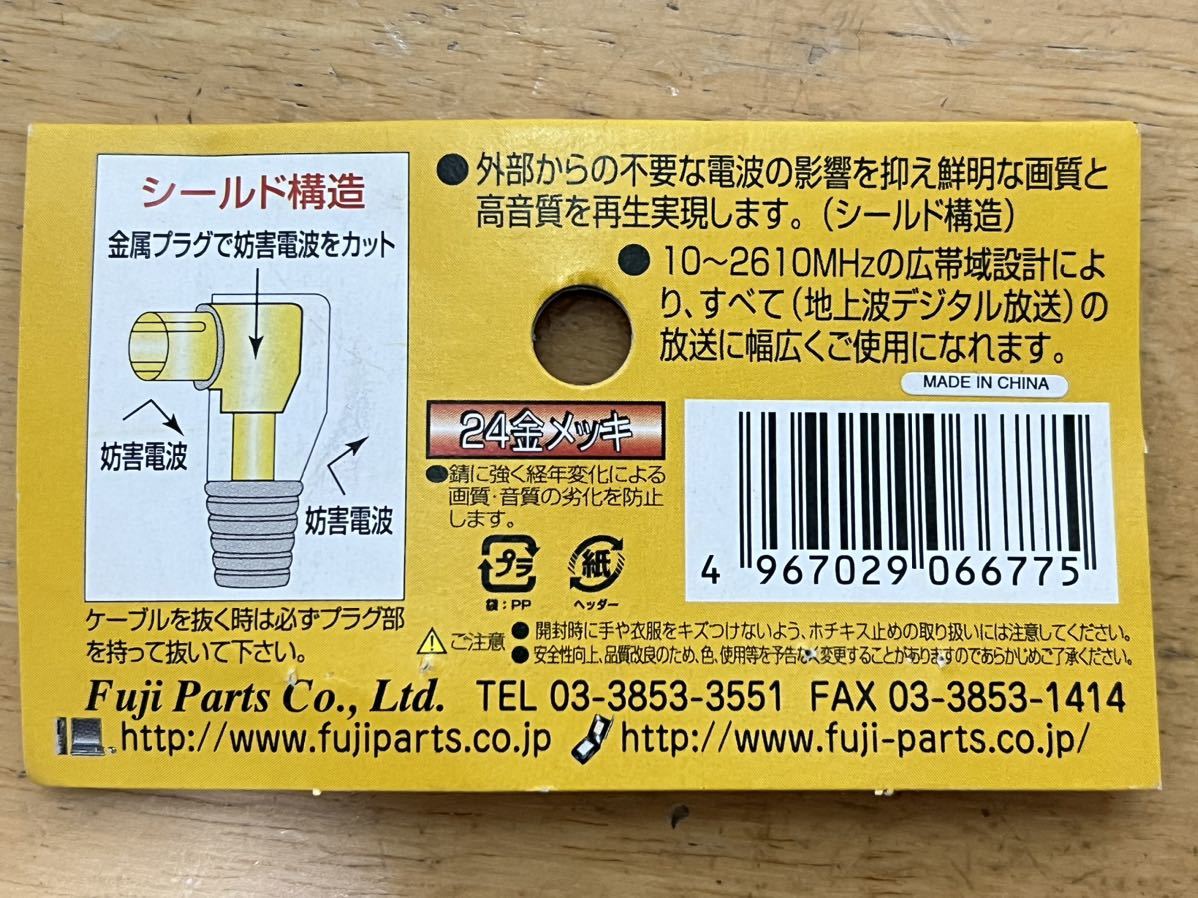 シールド構造
金属プラグで妨害電波をカット
妨害電波
妨害電波
ケーブルを抜く時は必ずプラグ部
を持って抜いて下さい。
●外部からの不要な電波の影響を抑え鮮明な画質と
高音質を再生実現します。(シールド構造)
●10〜2610MHzの広帯域設計によ
り、すべて(地上波デジタル放送)の
放送に幅広くご使用になれます。
MADE IN CHINA
24金メッキ
●錆に強く経年変化による
画質·音質の劣化を防止
します。
プラ 紙
袋:PP ヘッダー
4 967029 066775
ご注意
●開封時に手や衣服をキズつけないよう、ホチキス止めの取り扱いには注意してください。
●安全性向上、品質改良のため、色、使用等を予告なく変更することがありますのであらかじめご了承ください。
Fuji Parts Co., Ltd. TEL 03-3853-3551 FAX 03-3853-1414
http://www.fujiparts.co.jp http://www.fuji-parts.co.jp/